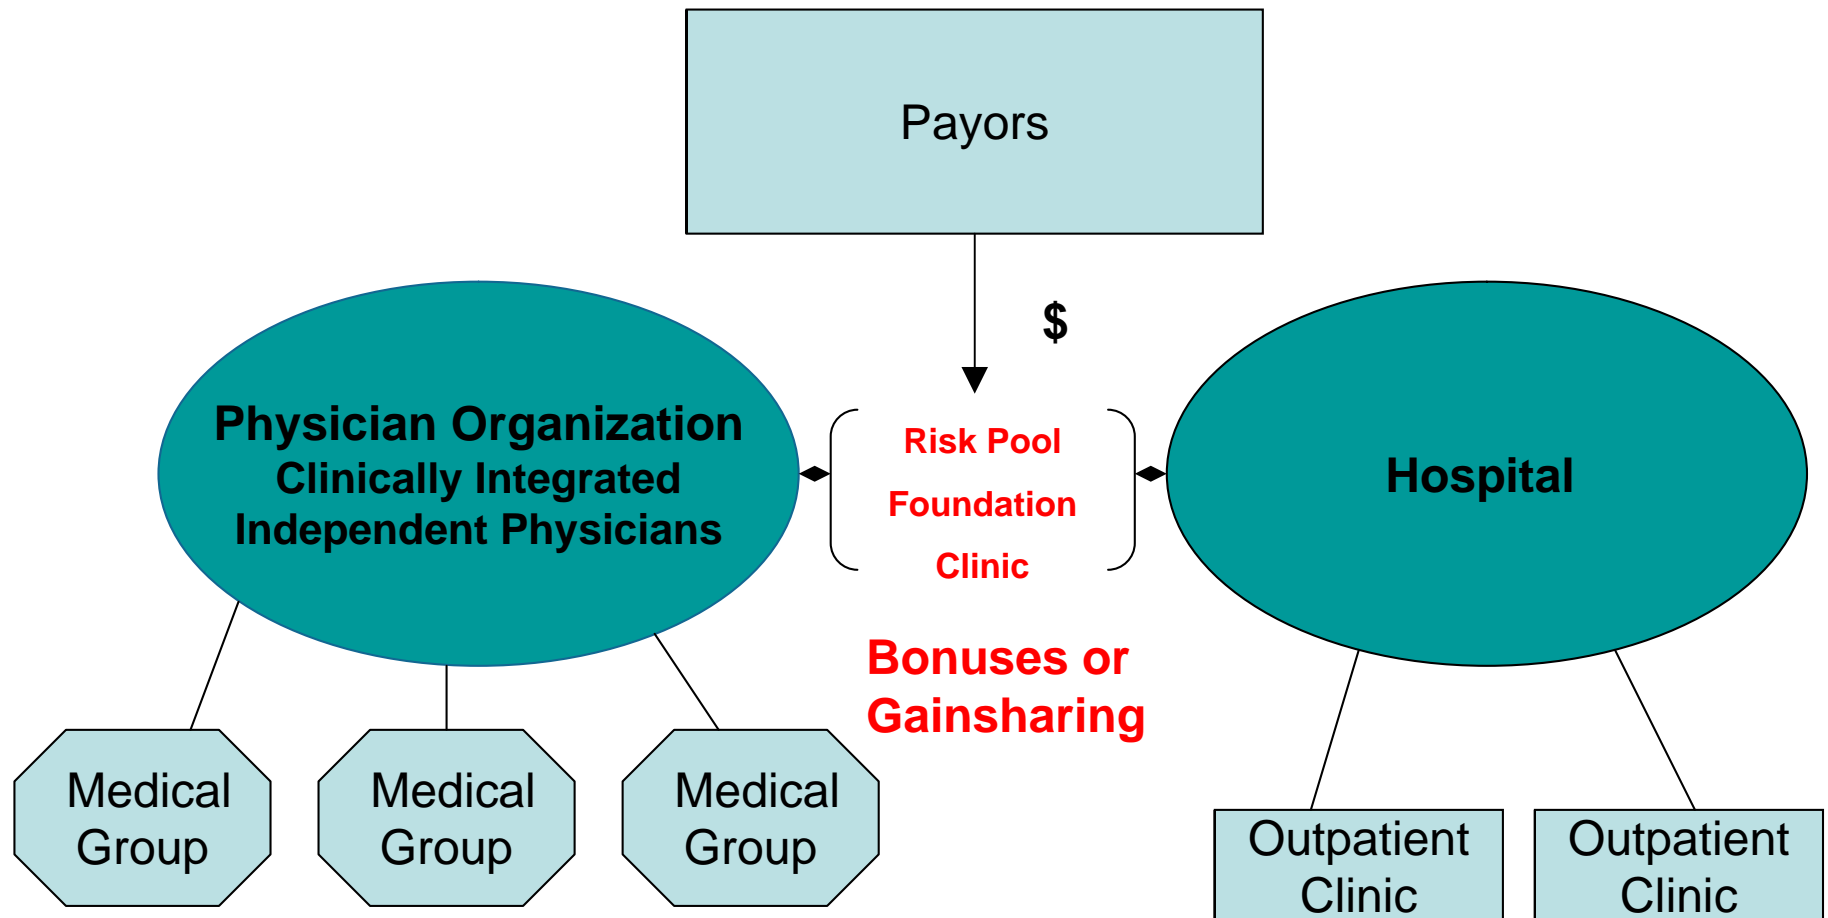 Payors
$
Physician Organization
Clinically Integrated
Independent Physicians
Risk Pool
Foundation
Clinic
Hospital
Bonuses or
Gainsharing
Medical
Group
Medical
Group
Medical
Group
Outpatient
Clinic
Outpatient
Clinic